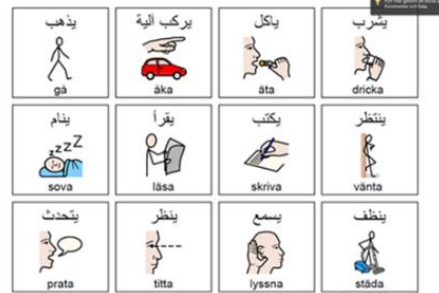 يذهب
gå
يركب آلية
åka
ياكل
äta
يشرب
dricka
ينام
zzzZZ
sova
يقرأ
läsa
يكتب
skriva
ينتظر
vänta
يتحدث
prata
ينظر
titta
يسمع
lyssna
ينظف
städa